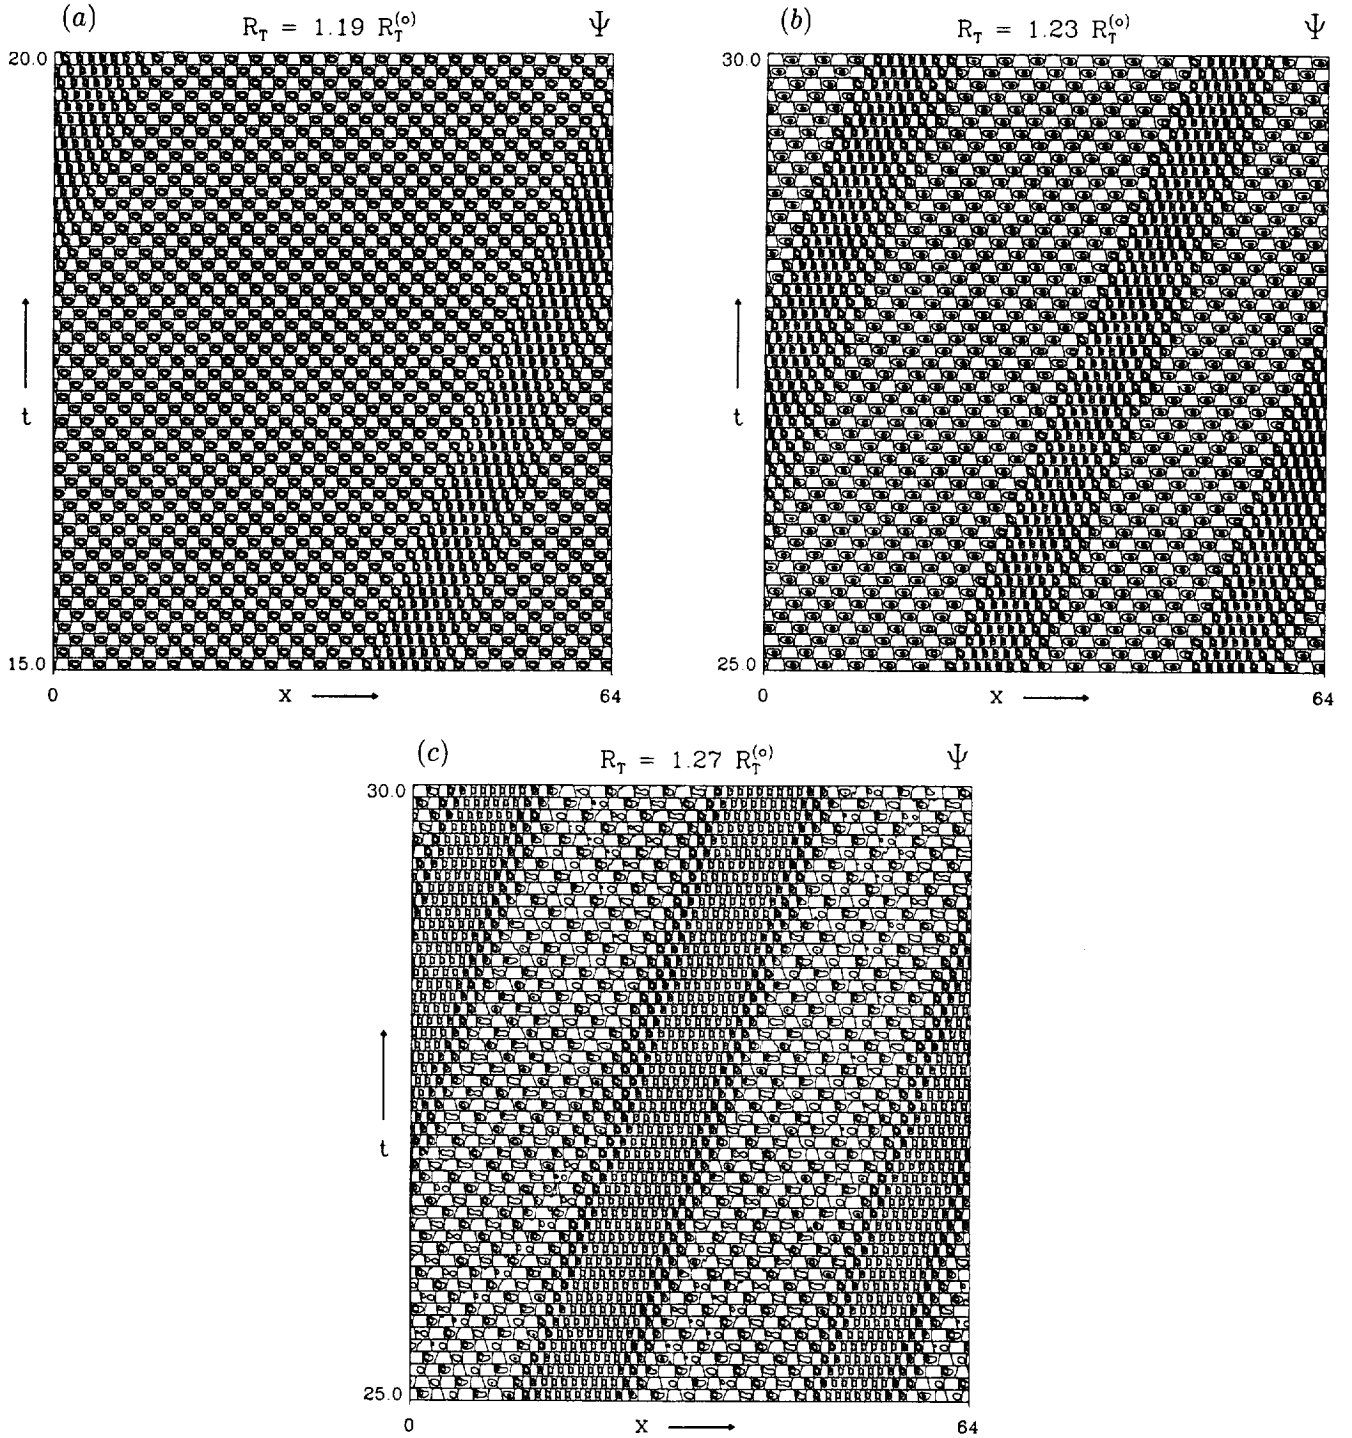 (a) R_T = 1.19 R_T^(o) Ψ
20.0
t
15.0
0 X 64
(b) R_T = 1.23 R_T^(o) Ψ
30.0
t
25.0
0 X 64
(c) R_T = 1.27 R_T^(o) Ψ
30.0
t
25.0
0 X 64